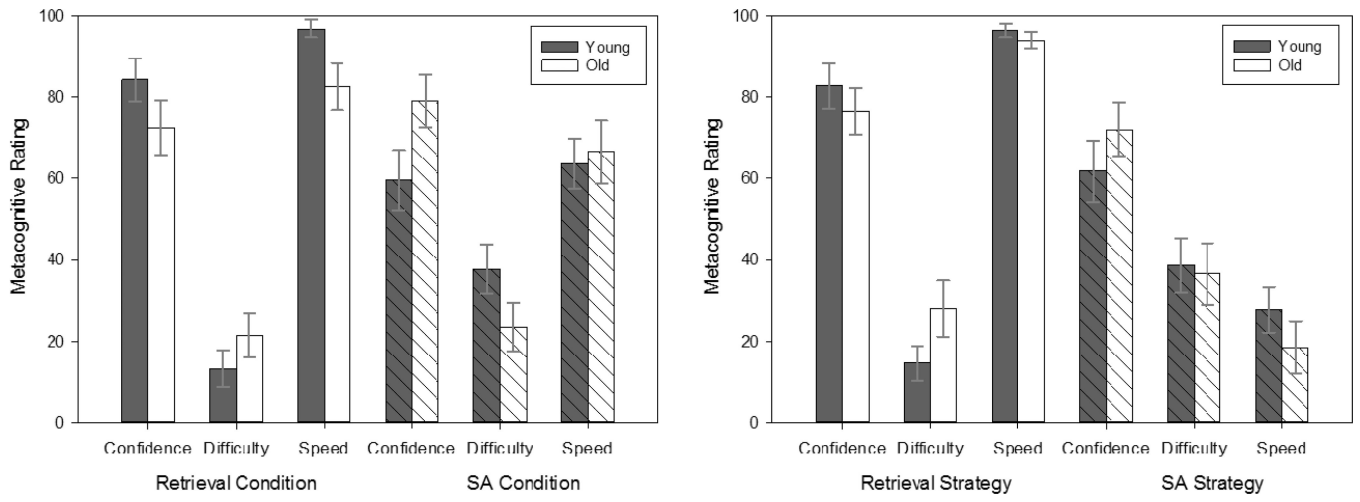 100
80
60
40
20
0
Metacognitive Rating
Young
Old
Confidence Difficulty Speed Confidence Difficulty Speed
Retrieval Condition SA Condition
100
80
60
40
20
0
Metacognitive Rating
Young
Old
Confidence Difficulty Speed Confidence Difficulty Speed
Retrieval Strategy SA Strategy